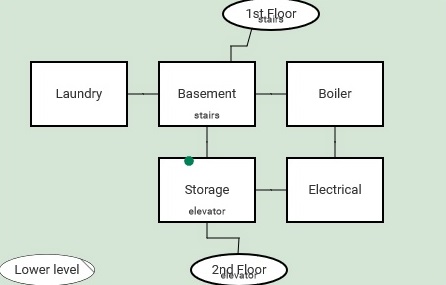 1st Floor
stairs
Laundry
Basement
stairs
Boiler
Storage
elevator
Electrical
Lower level
2nd Floor
elevator